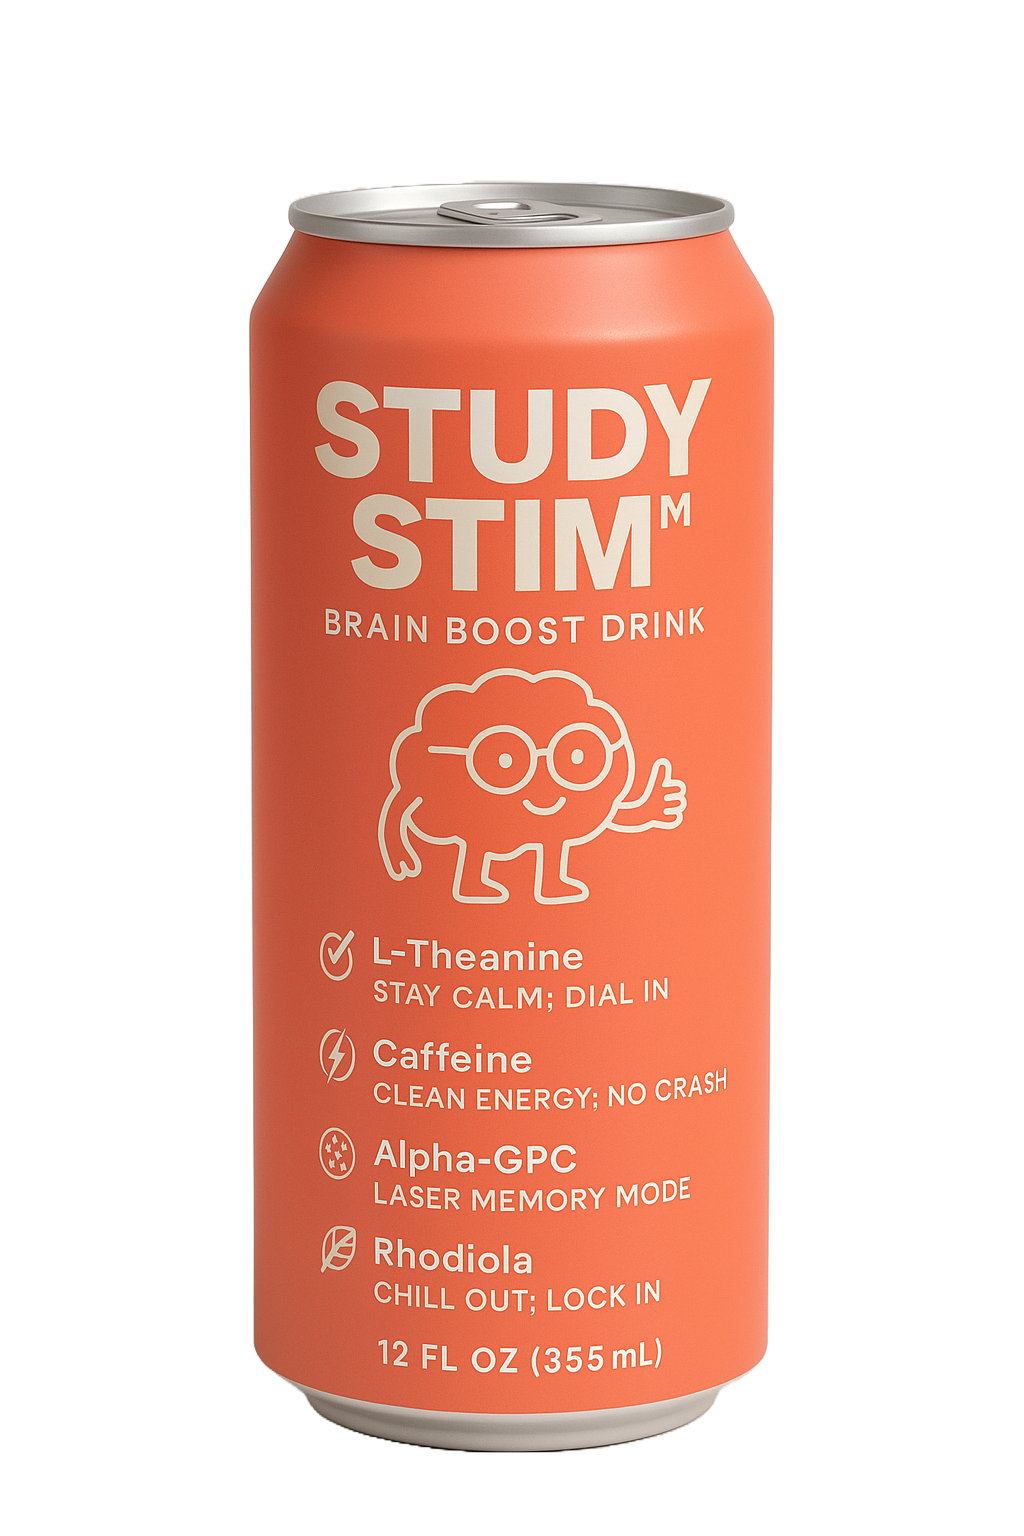 STUDY
STIMᴹ
BRAIN BOOST DRINK
L-Theanine
STAY CALM; DIAL IN
Caffeine
CLEAN ENERGY; NO CRASH
Alpha-GPC
LASER MEMORY MODE
Rhodiola
CHILL OUT; LOCK IN
12 FL OZ (355 mL)